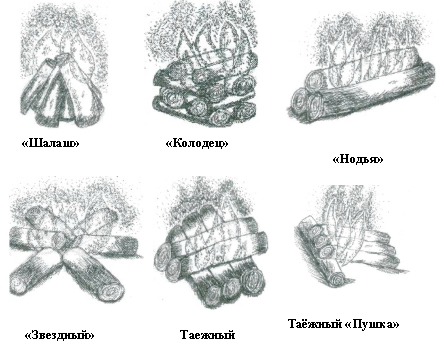 «Шалаш»
«Колодец»
«Нодья»
«Звездный»
Таежный
Таёжный «Пушка»